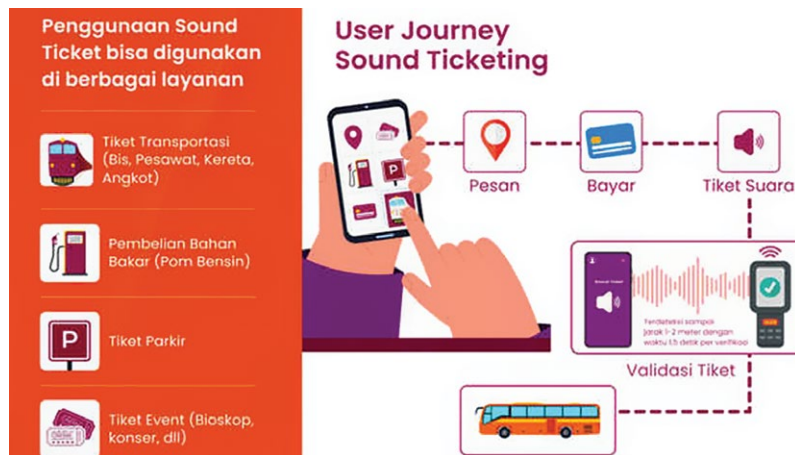 Penggunaan Sound
Ticket bisa digunakan
di berbagai layanan
Tiket Transportasi
(Bis, Pesawat, Kereta,
Angkot)
Pembelian Bahan
Bakar (Pom Bensin)
P
Tiket Parkir
Tiket Event (Bioskop,
konser, dll)
User Journey
Sound Ticketing
P
Pesan
Bayar
Tiket Suara
Terdeteksi sampai
jarak 1-2 meter dengan
waktu 1.5 detik per verifikasi
Validasi Tiket